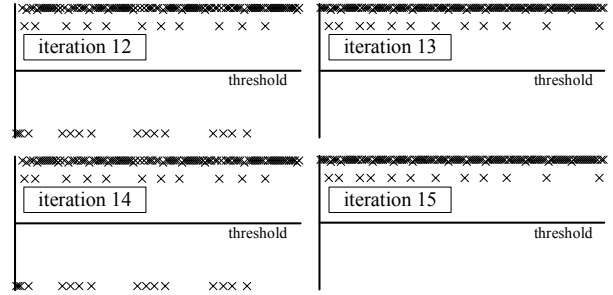 iteration 12
threshold
iteration 13
threshold
iteration 14
threshold
iteration 15
threshold